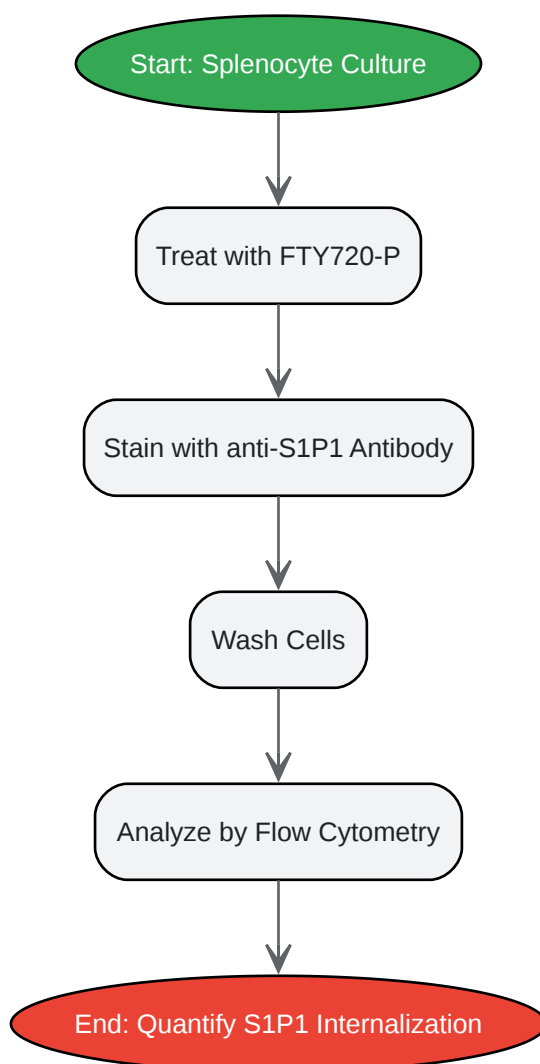 Start: Splenocyte Culture
Treat with FTY720-P
Stain with anti-S1P1 Antibody
Wash Cells
Analyze by Flow Cytometry
End: Quantify S1P1 Internalization